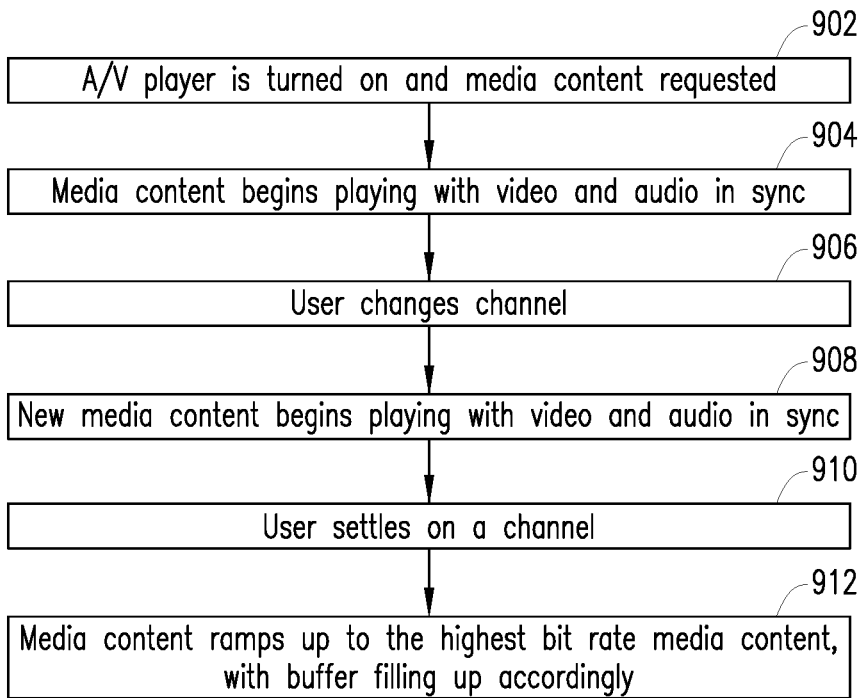 902
A/V player is turned on and media content requested
904
Media content begins playing with video and audio in sync
906
User changes channel
908
New media content begins playing with video and audio in sync
910
User settles on a channel
912
Media content ramps up to the highest bit rate media content,
with buffer filling up accordingly